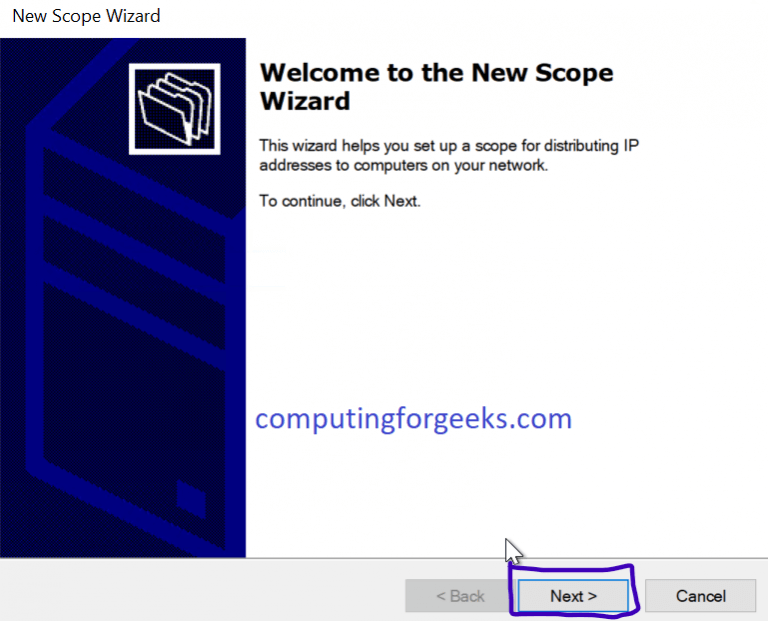 New Scope Wizard
Welcome to the New Scope
Wizard
This wizard helps you set up a scope for distributing IP
addresses to computers on your network.
To continue, click Next.
computingforgeeks.com
< Back
Next >
Cancel